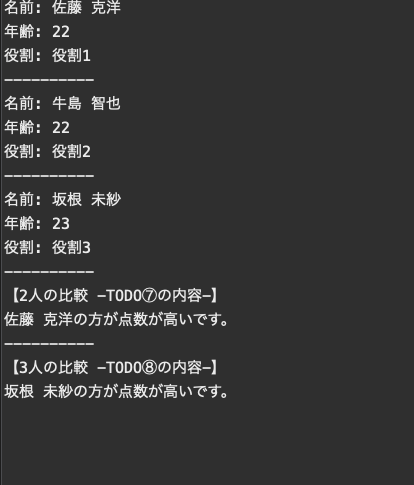 名前: 佐藤 克洋
年齢: 22
役割: 役割1
----------
名前: 牛島 智也
年齢: 22
役割: 役割2
----------
名前: 坂根 未紗
年齢: 23
役割: 役割3
----------
【2人の比較 -TODO⑦の内容-】
佐藤 克洋の方が点数が高いです。
----------
【3人の比較 -TODO⑧の内容-】
坂根 未紗の方が点数が高いです。